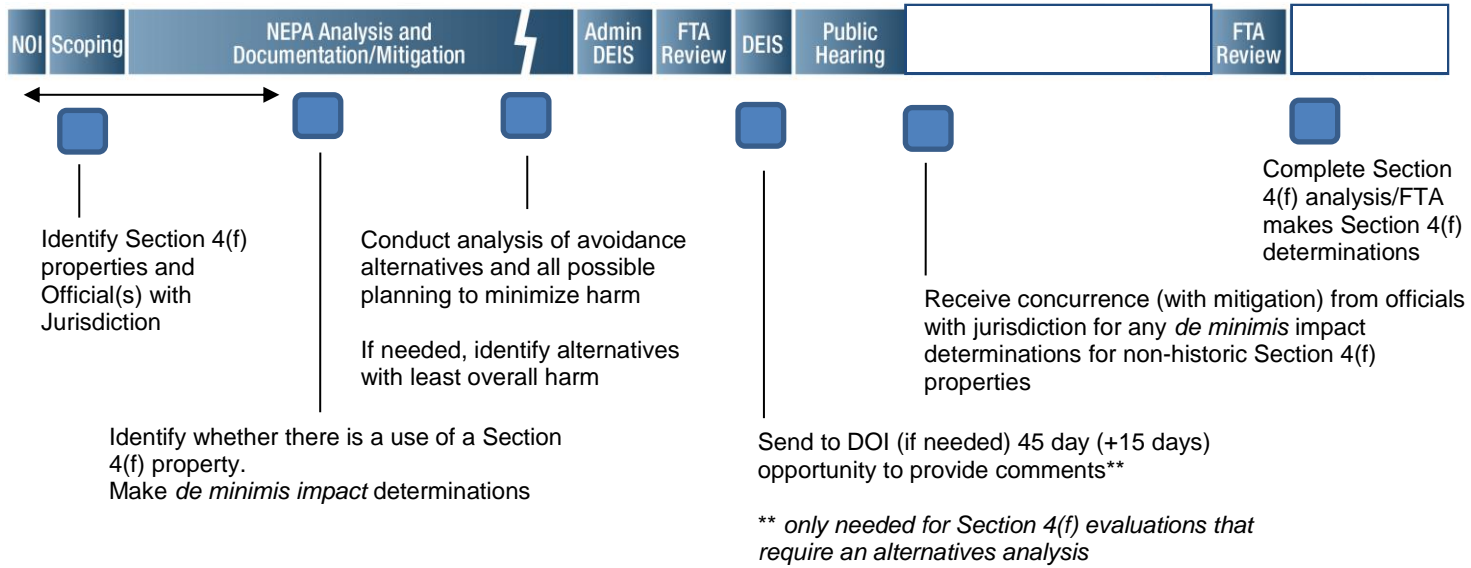 NOI
Scoping
NEPA Analysis and
Documentation/Mitigation
Admin
DEIS
FTA
Review
DEIS
Public
Hearing
FTA
Review
Identify Section 4(f)
properties and
Official(s) with
Jurisdiction
Identify whether there is a use of a Section
4(f) property.
Make de minimis impact determinations
Conduct analysis of avoidance
alternatives and all possible
planning to minimize harm
If needed, identify alternatives
with least overall harm
Send to DOI (if needed) 45 day (+15 days)
opportunity to provide comments**
** only needed for Section 4(f) evaluations that
require an alternatives analysis
Receive concurrence (with mitigation) from officials
with jurisdiction for any de minimis impact
determinations for non-historic Section 4(f)
properties
Complete Section
4(f) analysis/FTA
makes Section 4(f)
determinations